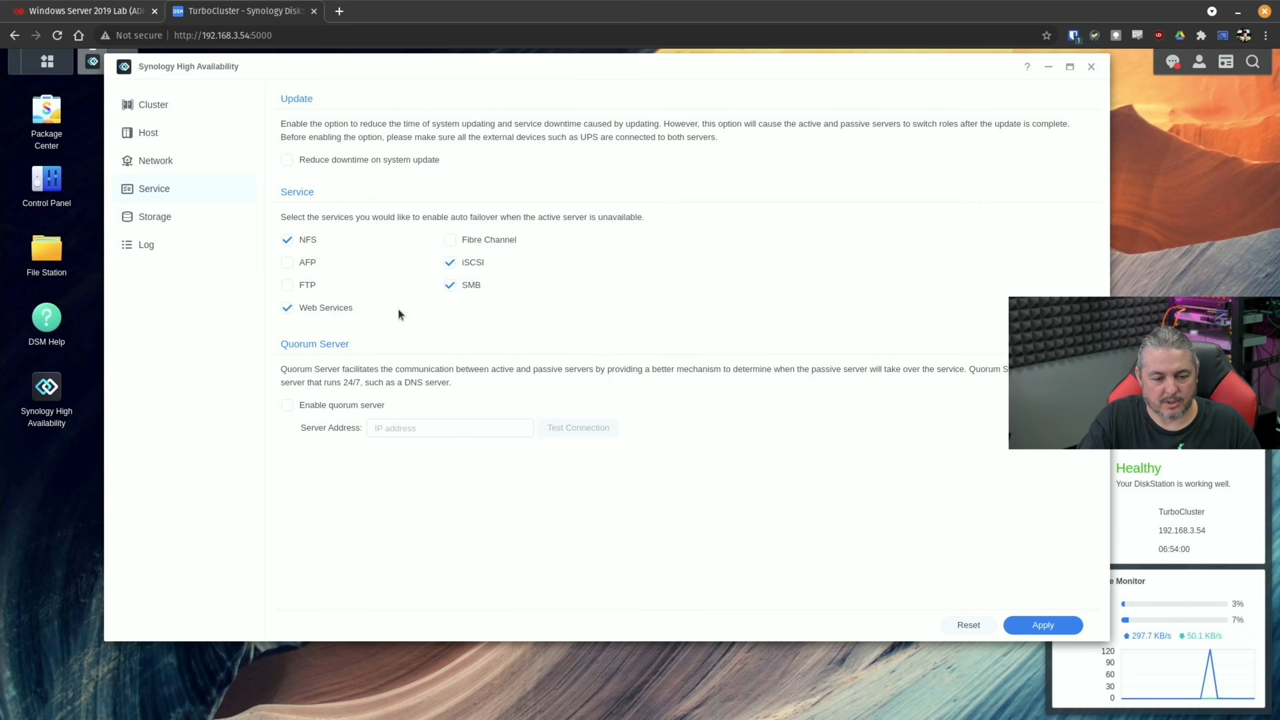 Windows Server 2019 Lab (AD
TurboCluster - Synology Disk
Not secure
http://192.168.3.54:5000
Synology High Availability
Package
Center
Control Panel
File Station
DSM Help
Synology High
Availability
Cluster
Host
Network
Service
Storage
Log
Update
Enable the option to reduce the time of system updating and service downtime caused by updating. However, this option will cause the active and passive servers to switch roles after the update is complete.
Before enabling the option, please make sure all the external devices such as UPS are connected to both servers.
Reduce downtime on system update
Service
Select the services you would like to enable auto failover when the active server is unavailable.
NFS
Fibre Channel
AFP
iSCSI
FTP
SMB
Web Services
Quorum Server
Quorum Server facilitates the communication between active and passive servers by providing a better mechanism to determine when the passive server will take over the service. Quorum S
server that runs 24/7, such as a DNS server.
Enable quorum server
Server Address:
IP address
Test Connection
Reset
Apply
Healthy
Your DiskStation is working well.
TurboCluster
192.168.3.54
06:54:00
e Monitor
3%
7%
297.7 KB/s
50.1 KB/s
120
90
60
30
0